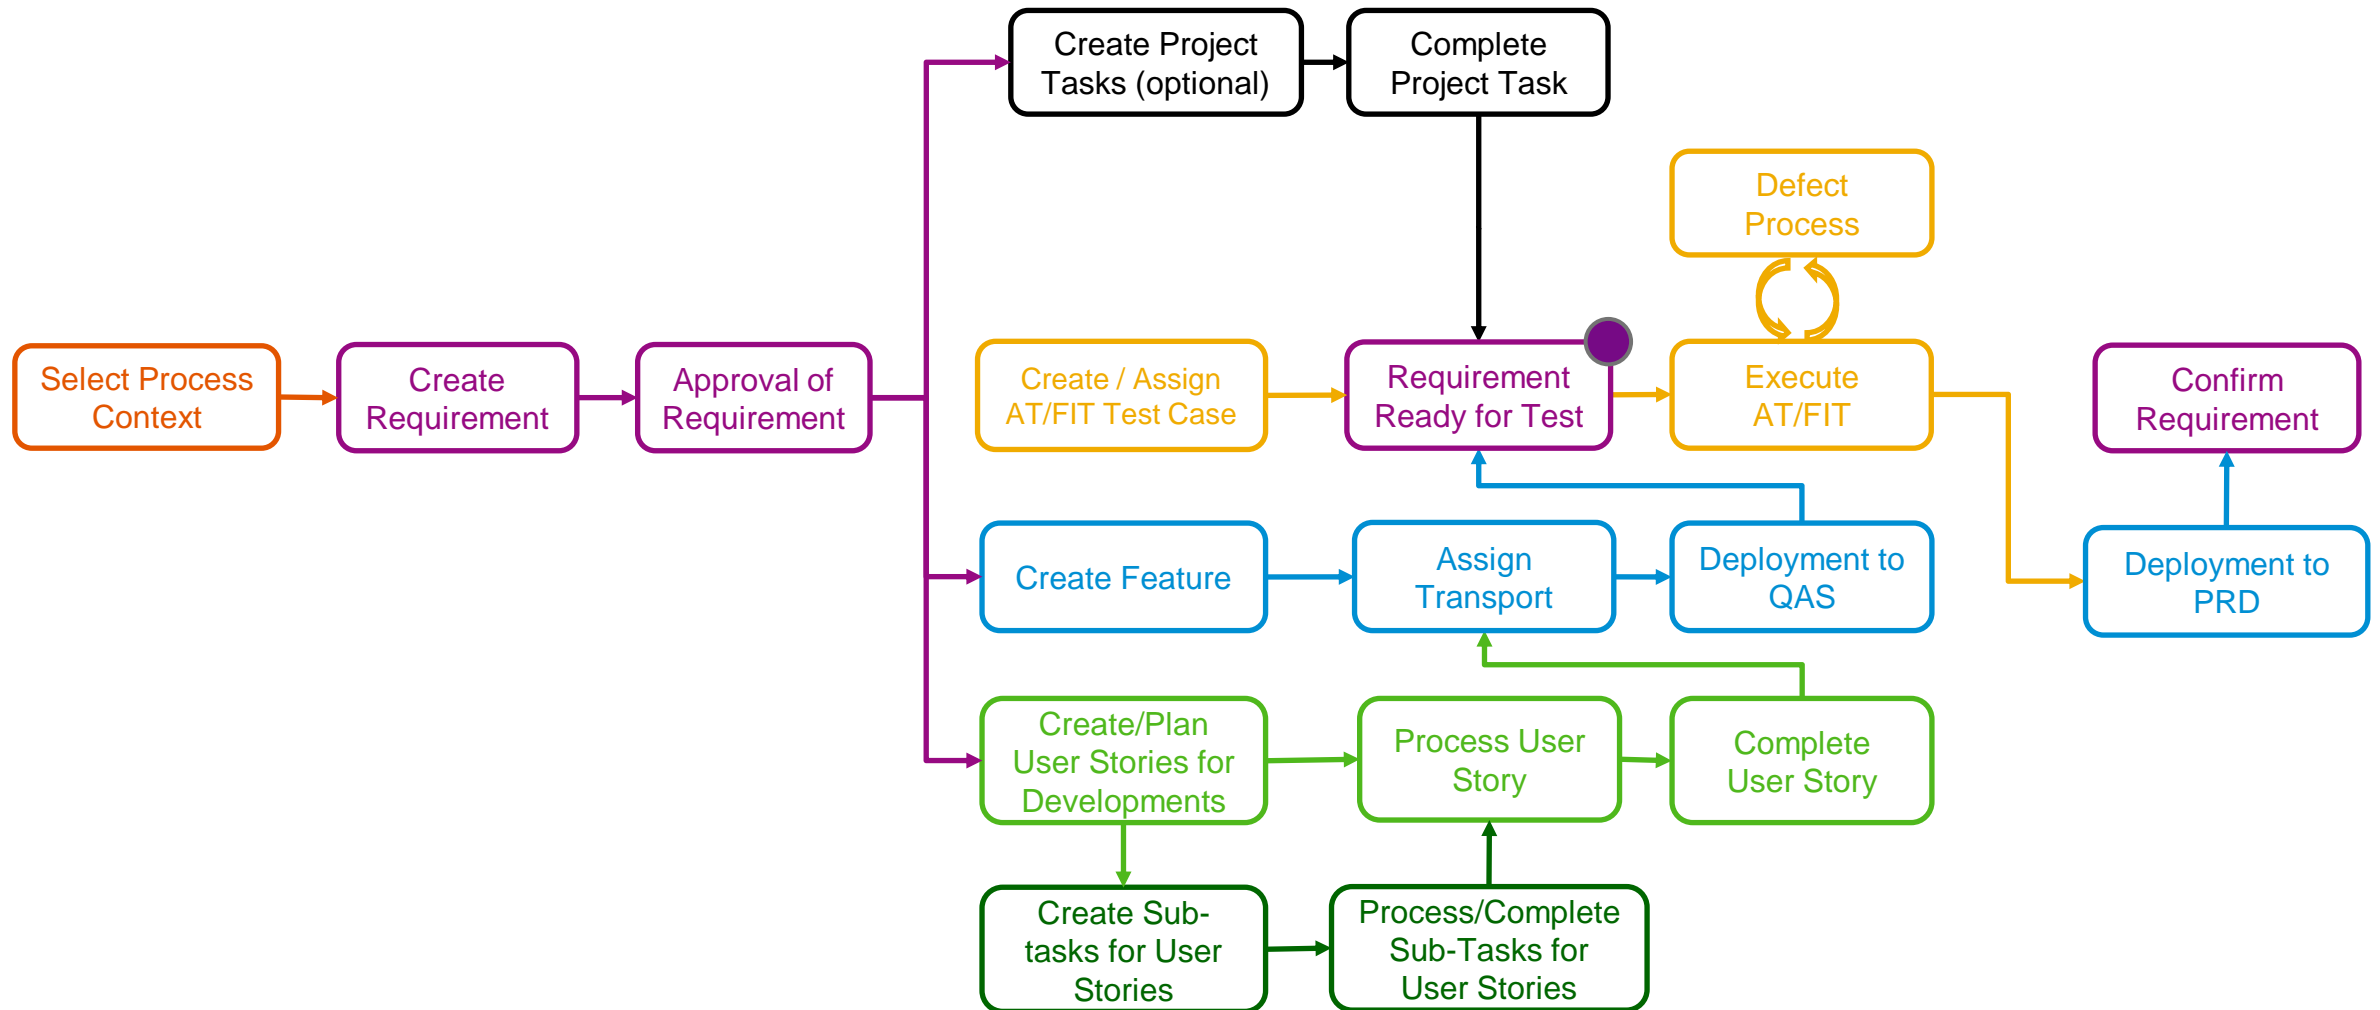 Create Project
Tasks (optional)
Complete
Project Task
Defect
Process
Select Process
Context
Create
Requirement
Approval of
Requirement
Create / Assign
AT/FIT Test Case
Requirement
Ready for Test
Execute
AT/FIT
Confirm
Requirement
Create Feature
Assign
Transport
Deployment to
QAS
Deployment to
PRD
Create/Plan
User Stories for
Developments
Process User
Story
Complete
User Story
Create Sub-
tasks for User
Stories
Process/Complete
Sub-Tasks for
User Stories